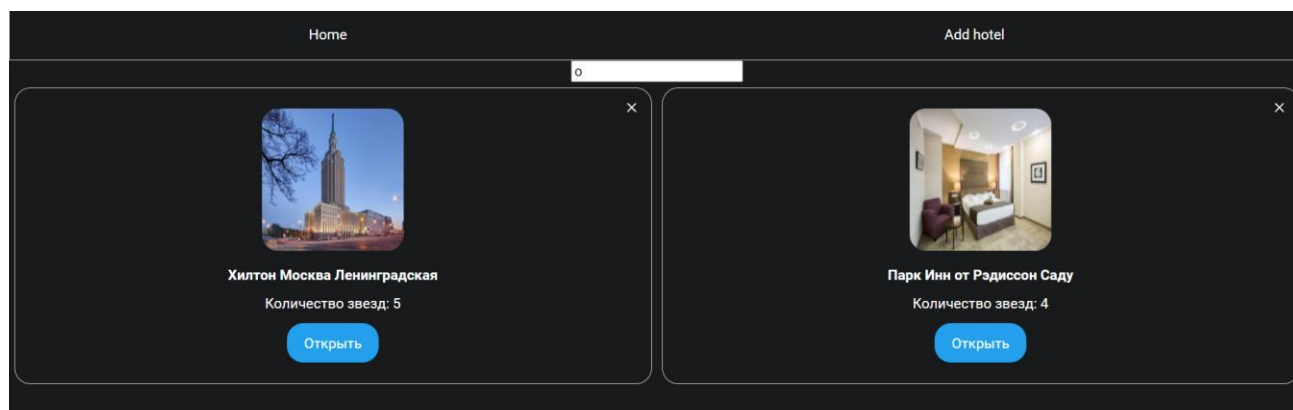 Home
Add hotel
о
×
Хилтон Москва Ленинградская
Количество звезд: 5
Открыть
×
Парк Инн от Рэдиссон Саду
Количество звезд: 4
Открыть